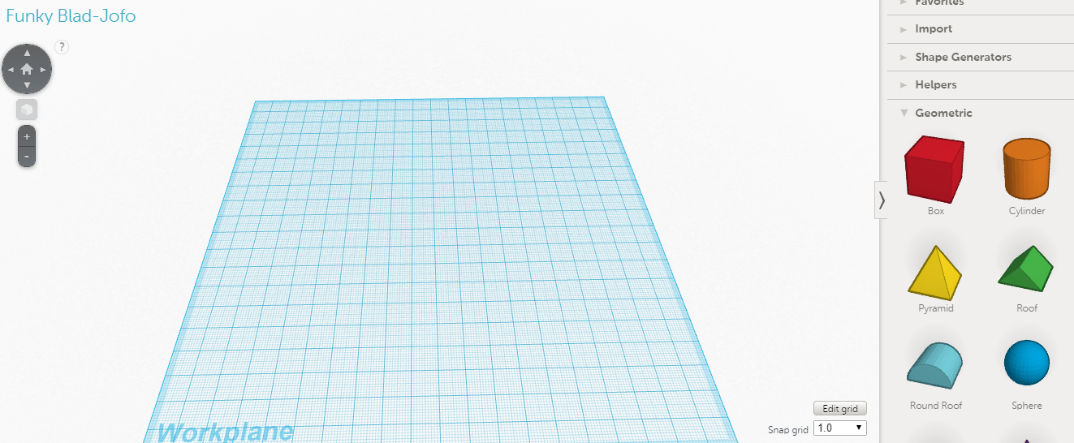 Funky Blad-Jofo
?
+
-
Workplane
Edit grid
Snap grid 1.0
Favorites
Import
Shape Generators
Helpers
Geometric
Box
Cylinder
Pyramid
Roof
Round Roof
Sphere